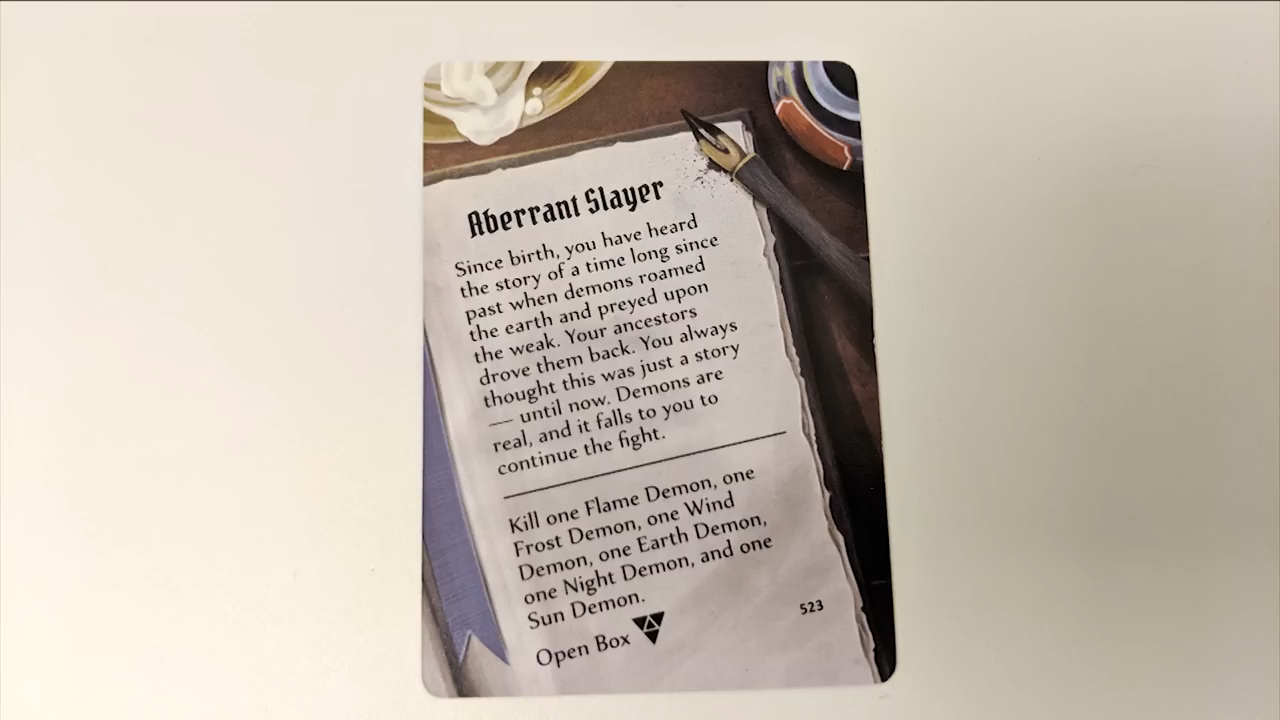 Aberrant Slayer
Since birth, you have heard
the story of a time long since
past when demons roamed
the earth and preyed upon
the weak. Your ancestors
drove them back. You always
thought this was just a story
— until now. Demons are
real, and it falls to you to
continue the fight.
Kill one Flame Demon, one
Frost Demon, one Wind
Demon, one Earth Demon,
one Night Demon, and one
Sun Demon.
Open Box
523